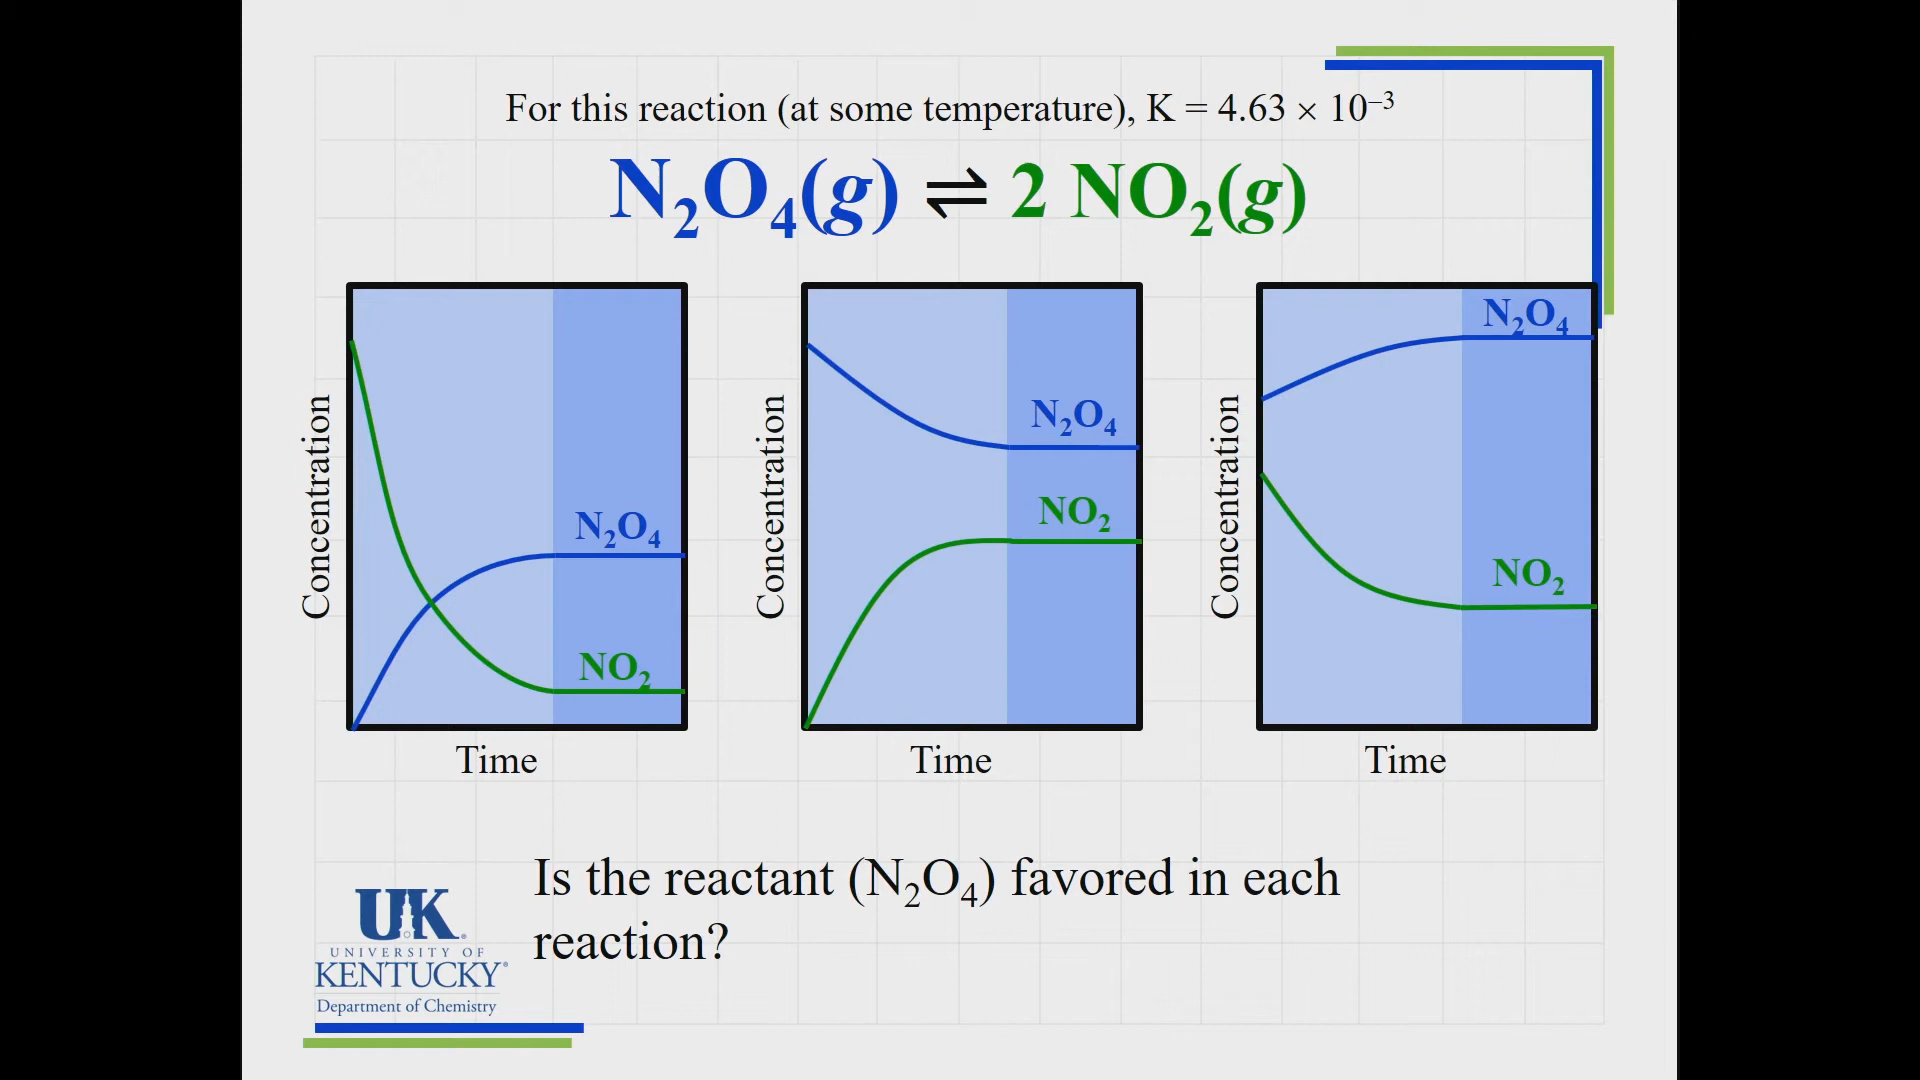 For this reaction (at some temperature), K = 4.63 × 10⁻³
N₂O₄(g) ⇌ 2 NO₂(g)
Concentration
N₂O₄
NO₂
Time
Concentration
N₂O₄
NO₂
Time
Concentration
N₂O₄
NO₂
Time
Is the reactant (N₂O₄) favored in each
reaction?
UK
UNIVERSITY OF
KENTUCKY®
Department of Chemistry